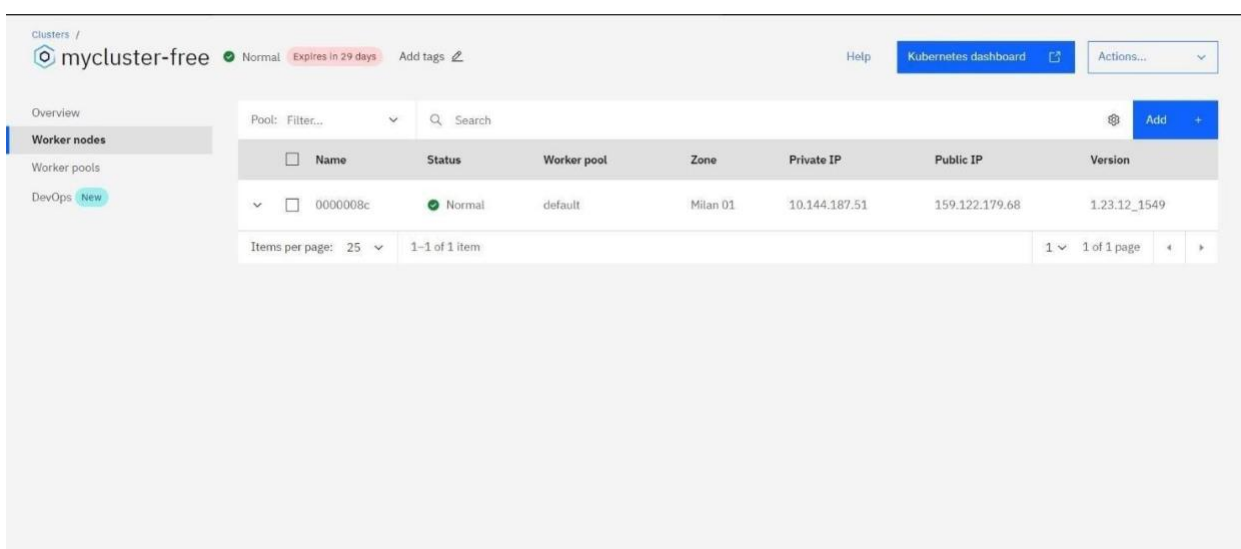 Clusters /
mycluster-free Normal Expires in 29 days Add tags Help Kubernetes dashboard Actions...
Overview
Worker nodes
Worker pools
DevOps New
Pool: Filter... Search Add +
Name Status Worker pool Zone Private IP Public IP Version
0000008c Normal default Milan 01 10.144.187.51 159.122.179.68 1.23.12_1549
Items per page: 25 1–1 of 1 item 1 1 of 1 page